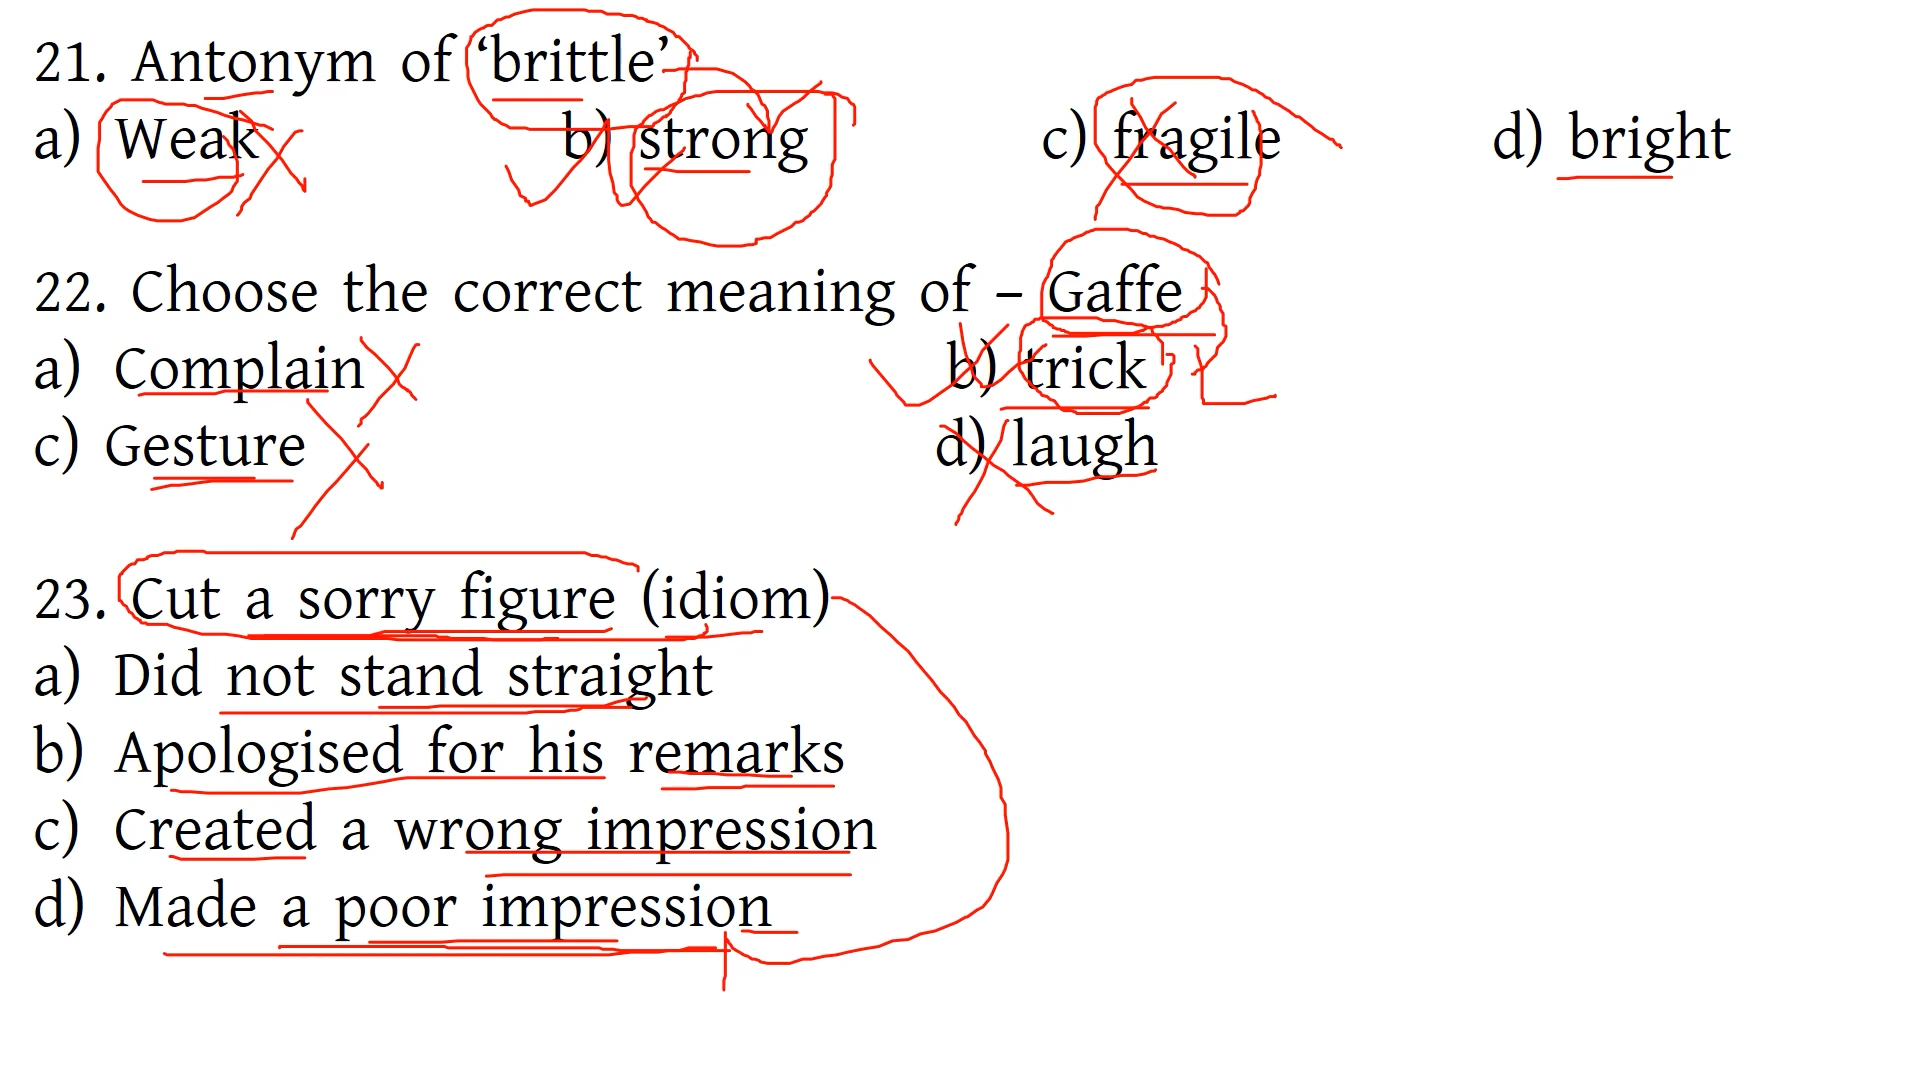 21. Antonym of ‘brittle’
a) Weak b) strong c) fragile d) bright
22. Choose the correct meaning of – Gaffe
a) Complain b) trick
c) Gesture d) laugh
23. Cut a sorry figure (idiom)
a) Did not stand straight
b) Apologised for his remarks
c) Created a wrong impression
d) Made a poor impression